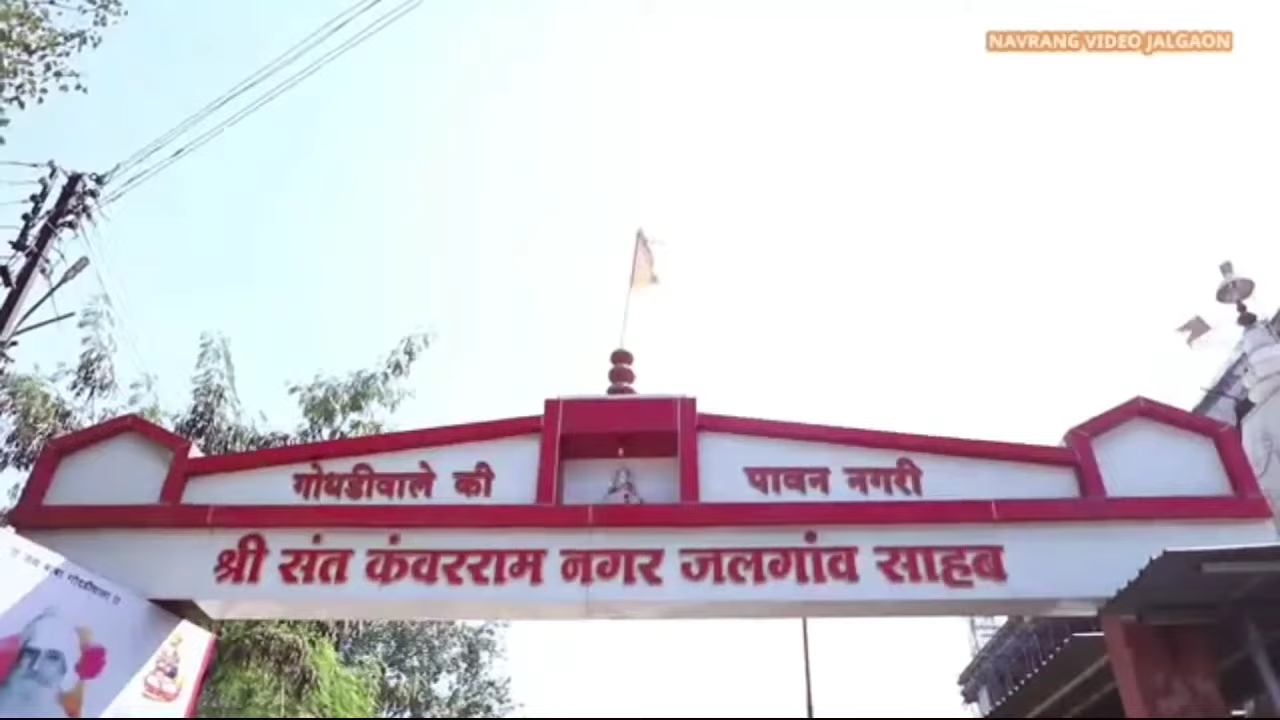 NAVRANG VIDEO JALGAON
गोधडीवाले की पावन नगरी
श्री संत कंवरराम नगर जलगांव साहब